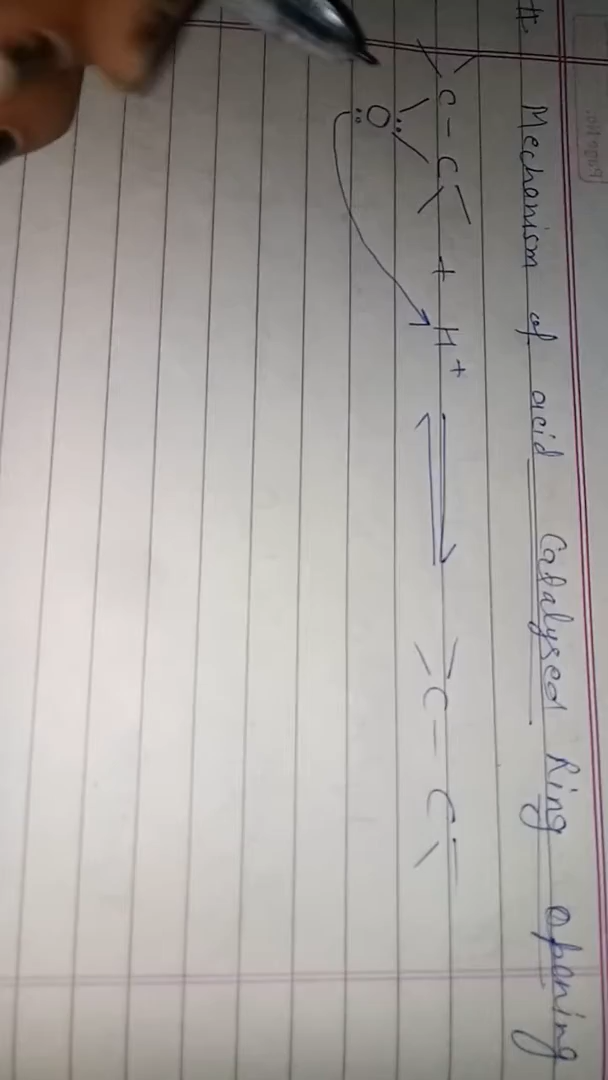 # Mechanism of acid Catalysed Ring opening
C - C + H+ ⇌ C - C
:O: